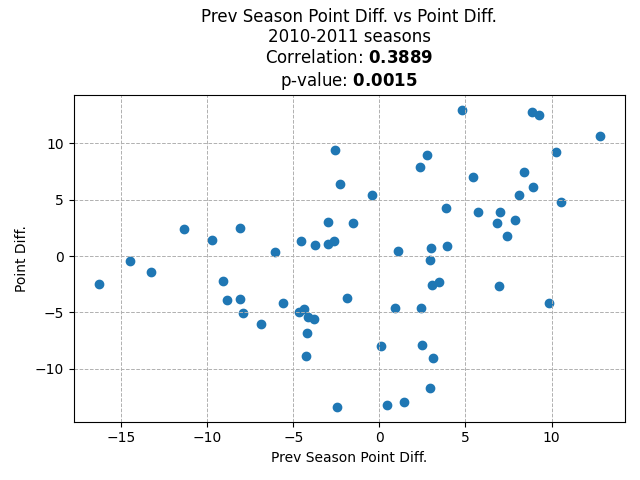 Prev Season Point Diff. vs Point Diff.
2010-2011 seasons
Correlation: 0.3889
p-value: 0.0015
Point Diff.
10
5
0
−5
−10
−15 −10 −5 0 5 10
Prev Season Point Diff.